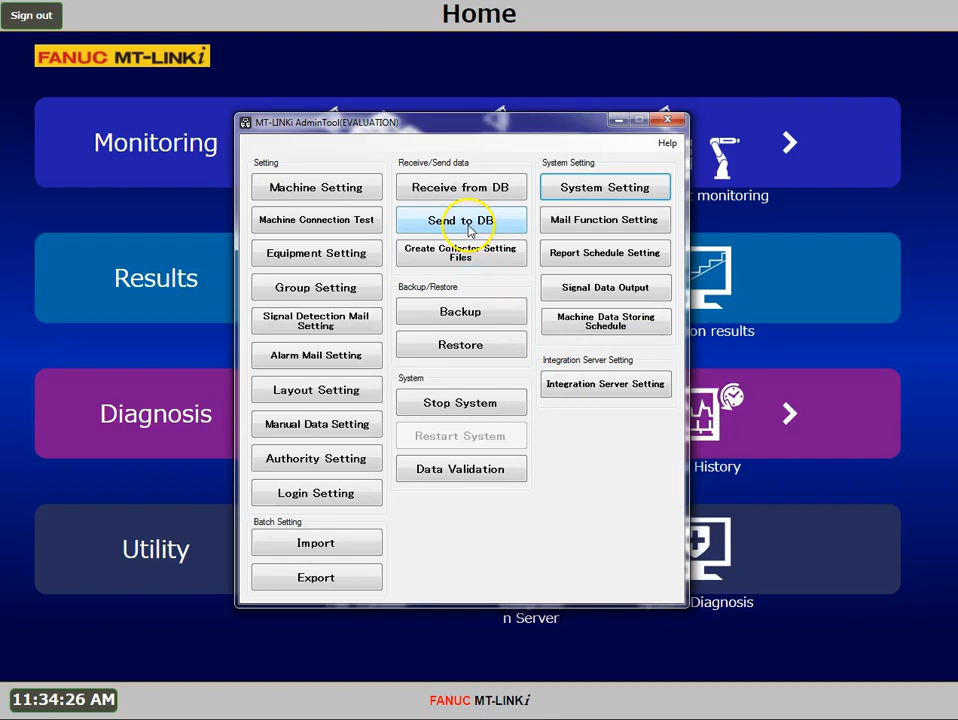 Sign out
Home
FANUC MT-LINKi
Monitoring
t monitoring
Results
on results
Diagnosis
History
Utility
Diagnosis
n Server
MT-LINKi AdminTool(EVALUATION)
Help
Setting
Machine Setting
Machine Connection Test
Equipment Setting
Group Setting
Signal Detection Mail
Setting
Alarm Mail Setting
Layout Setting
Manual Data Setting
Authority Setting
Login Setting
Batch Setting
Import
Export
Receive/Send data
Receive from DB
Send to DB
Create Collector Setting
Files
Backup/Restore
Backup
Restore
System
Stop System
Restart System
Data Validation
System Setting
System Setting
Mail Function Setting
Report Schedule Setting
Signal Data Output
Machine Data Storing
Schedule
Integration Server Setting
Integration Server Setting
11:34:26 AM
FANUC MT-LINKi